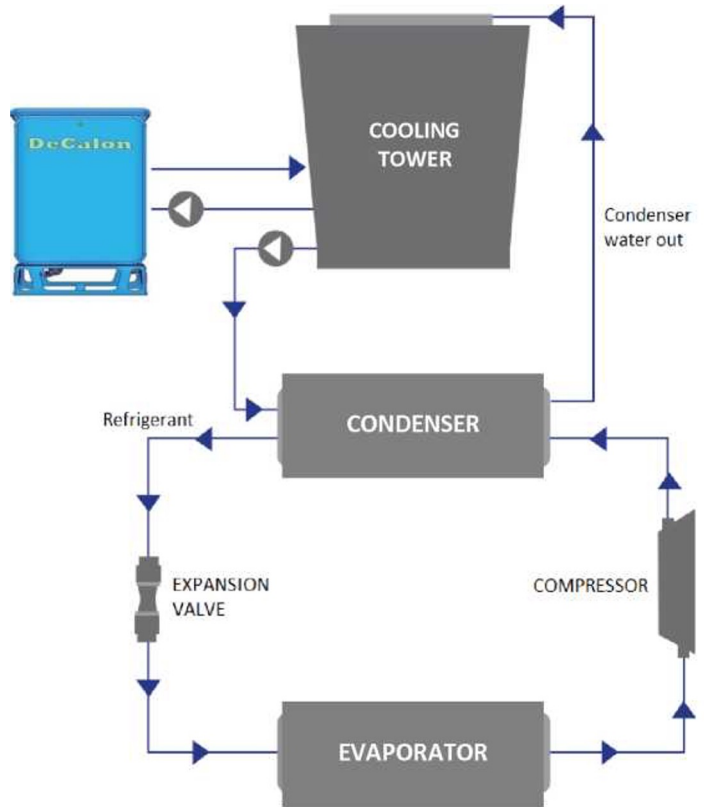 COOLING
TOWER
DeCalon
Condenser
water out
Refrigerant
CONDENSER
EXPANSION
VALVE
COMPRESSOR
EVAPORATOR